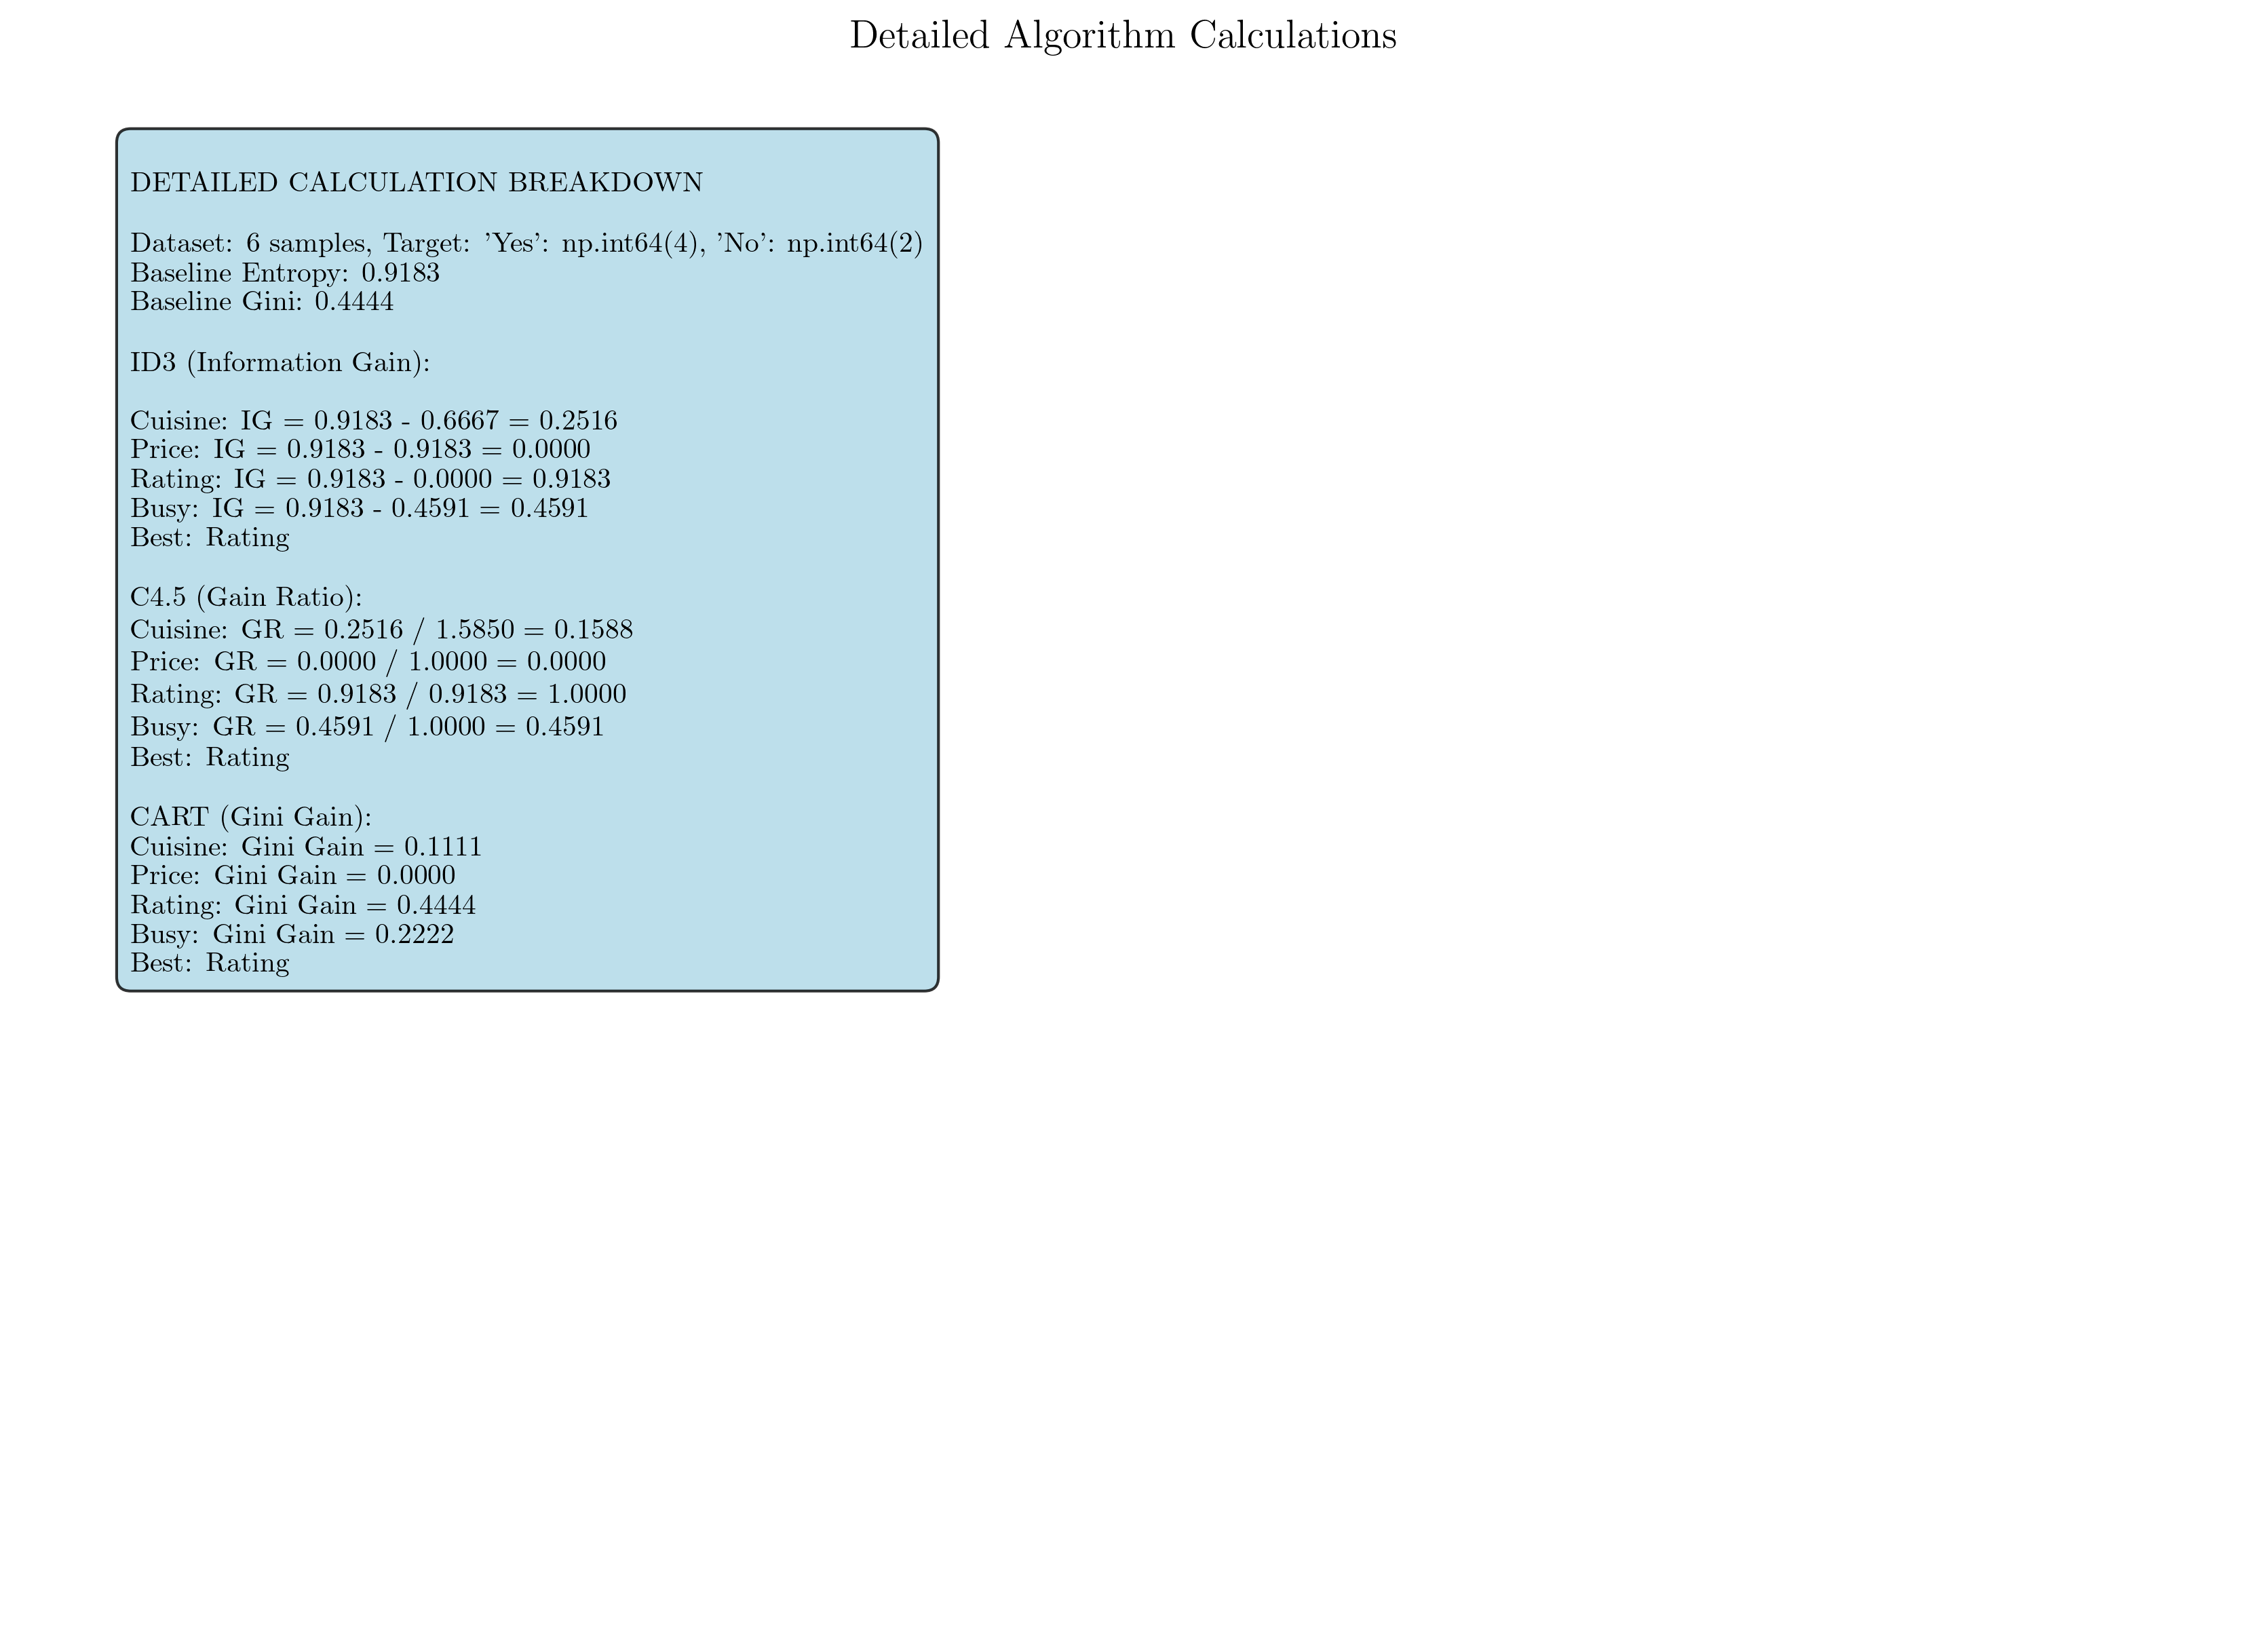 Detailed Algorithm Calculations
DETAILED CALCULATION BREAKDOWN
Dataset: 6 samples, Target: ’Yes’: np.int64(4), ’No’: np.int64(2)
Baseline Entropy: 0.9183
Baseline Gini: 0.4444
ID3 (Information Gain):
Cuisine: IG = 0.9183 - 0.6667 = 0.2516
Price: IG = 0.9183 - 0.9183 = 0.0000
Rating: IG = 0.9183 - 0.0000 = 0.9183
Busy: IG = 0.9183 - 0.4591 = 0.4591
Best: Rating
C4.5 (Gain Ratio):
Cuisine: GR = 0.2516 / 1.5850 = 0.1588
Price: GR = 0.0000 / 1.0000 = 0.0000
Rating: GR = 0.9183 / 0.9183 = 1.0000
Busy: GR = 0.4591 / 1.0000 = 0.4591
Best: Rating
CART (Gini Gain):
Cuisine: Gini Gain = 0.1111
Price: Gini Gain = 0.0000
Rating: Gini Gain = 0.4444
Busy: Gini Gain = 0.2222
Best: Rating